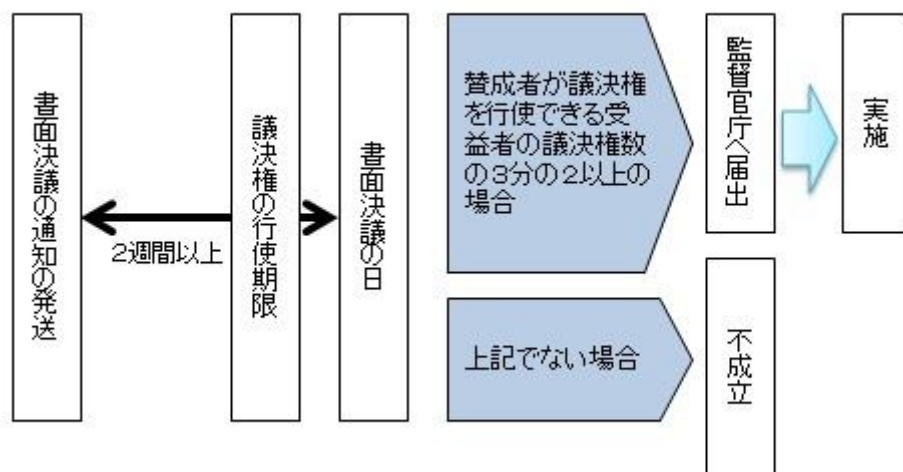 書面決議の通知の発送
2週間以上
議決権の行使期限
書面決議の日
賛成者が議決権
を行使できる受
益者の議決権数
の3分の2以上の
場合
監督官庁へ届出
実施
上記でない場合
不成立